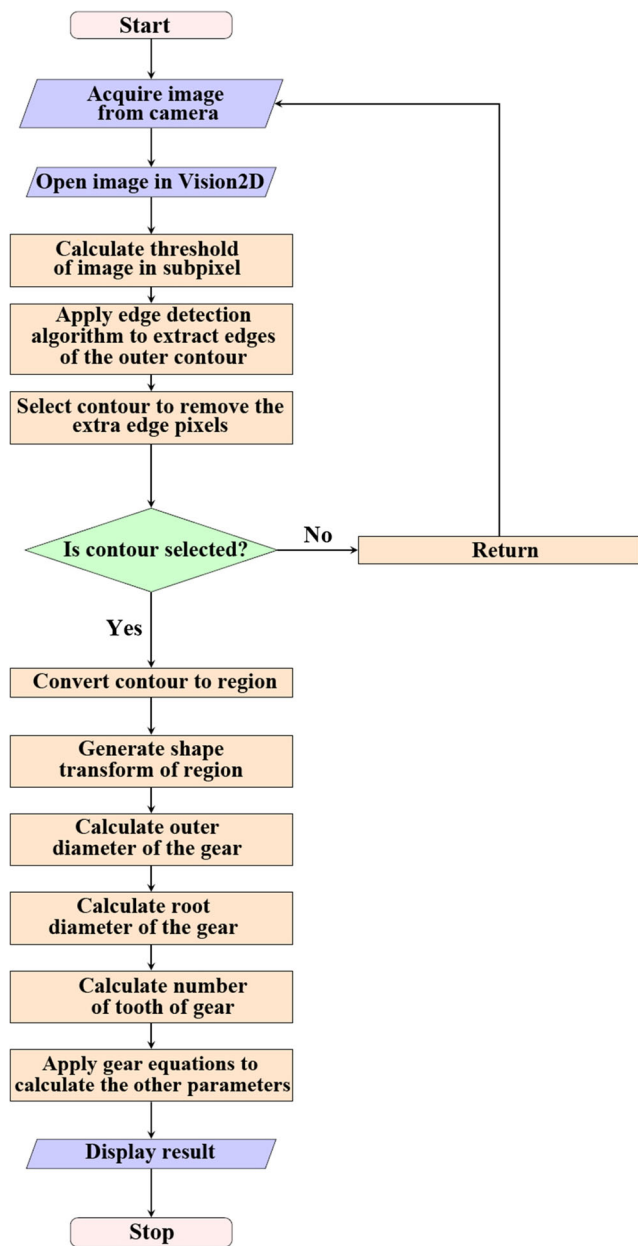 Start
Acquire image
from camera
Open image in Vision2D
Calculate threshold
of image in subpixel
Apply edge detection
algorithm to extract edges
of the outer contour
Select contour to remove the
extra edge pixels
Is contour selected?
No
Return
Yes
Convert contour to region
Generate shape
transform of region
Calculate outer
diameter of the gear
Calculate root
diameter of the gear
Calculate number
of tooth of gear
Apply gear equations to
calculate the other parameters
Display result
Stop